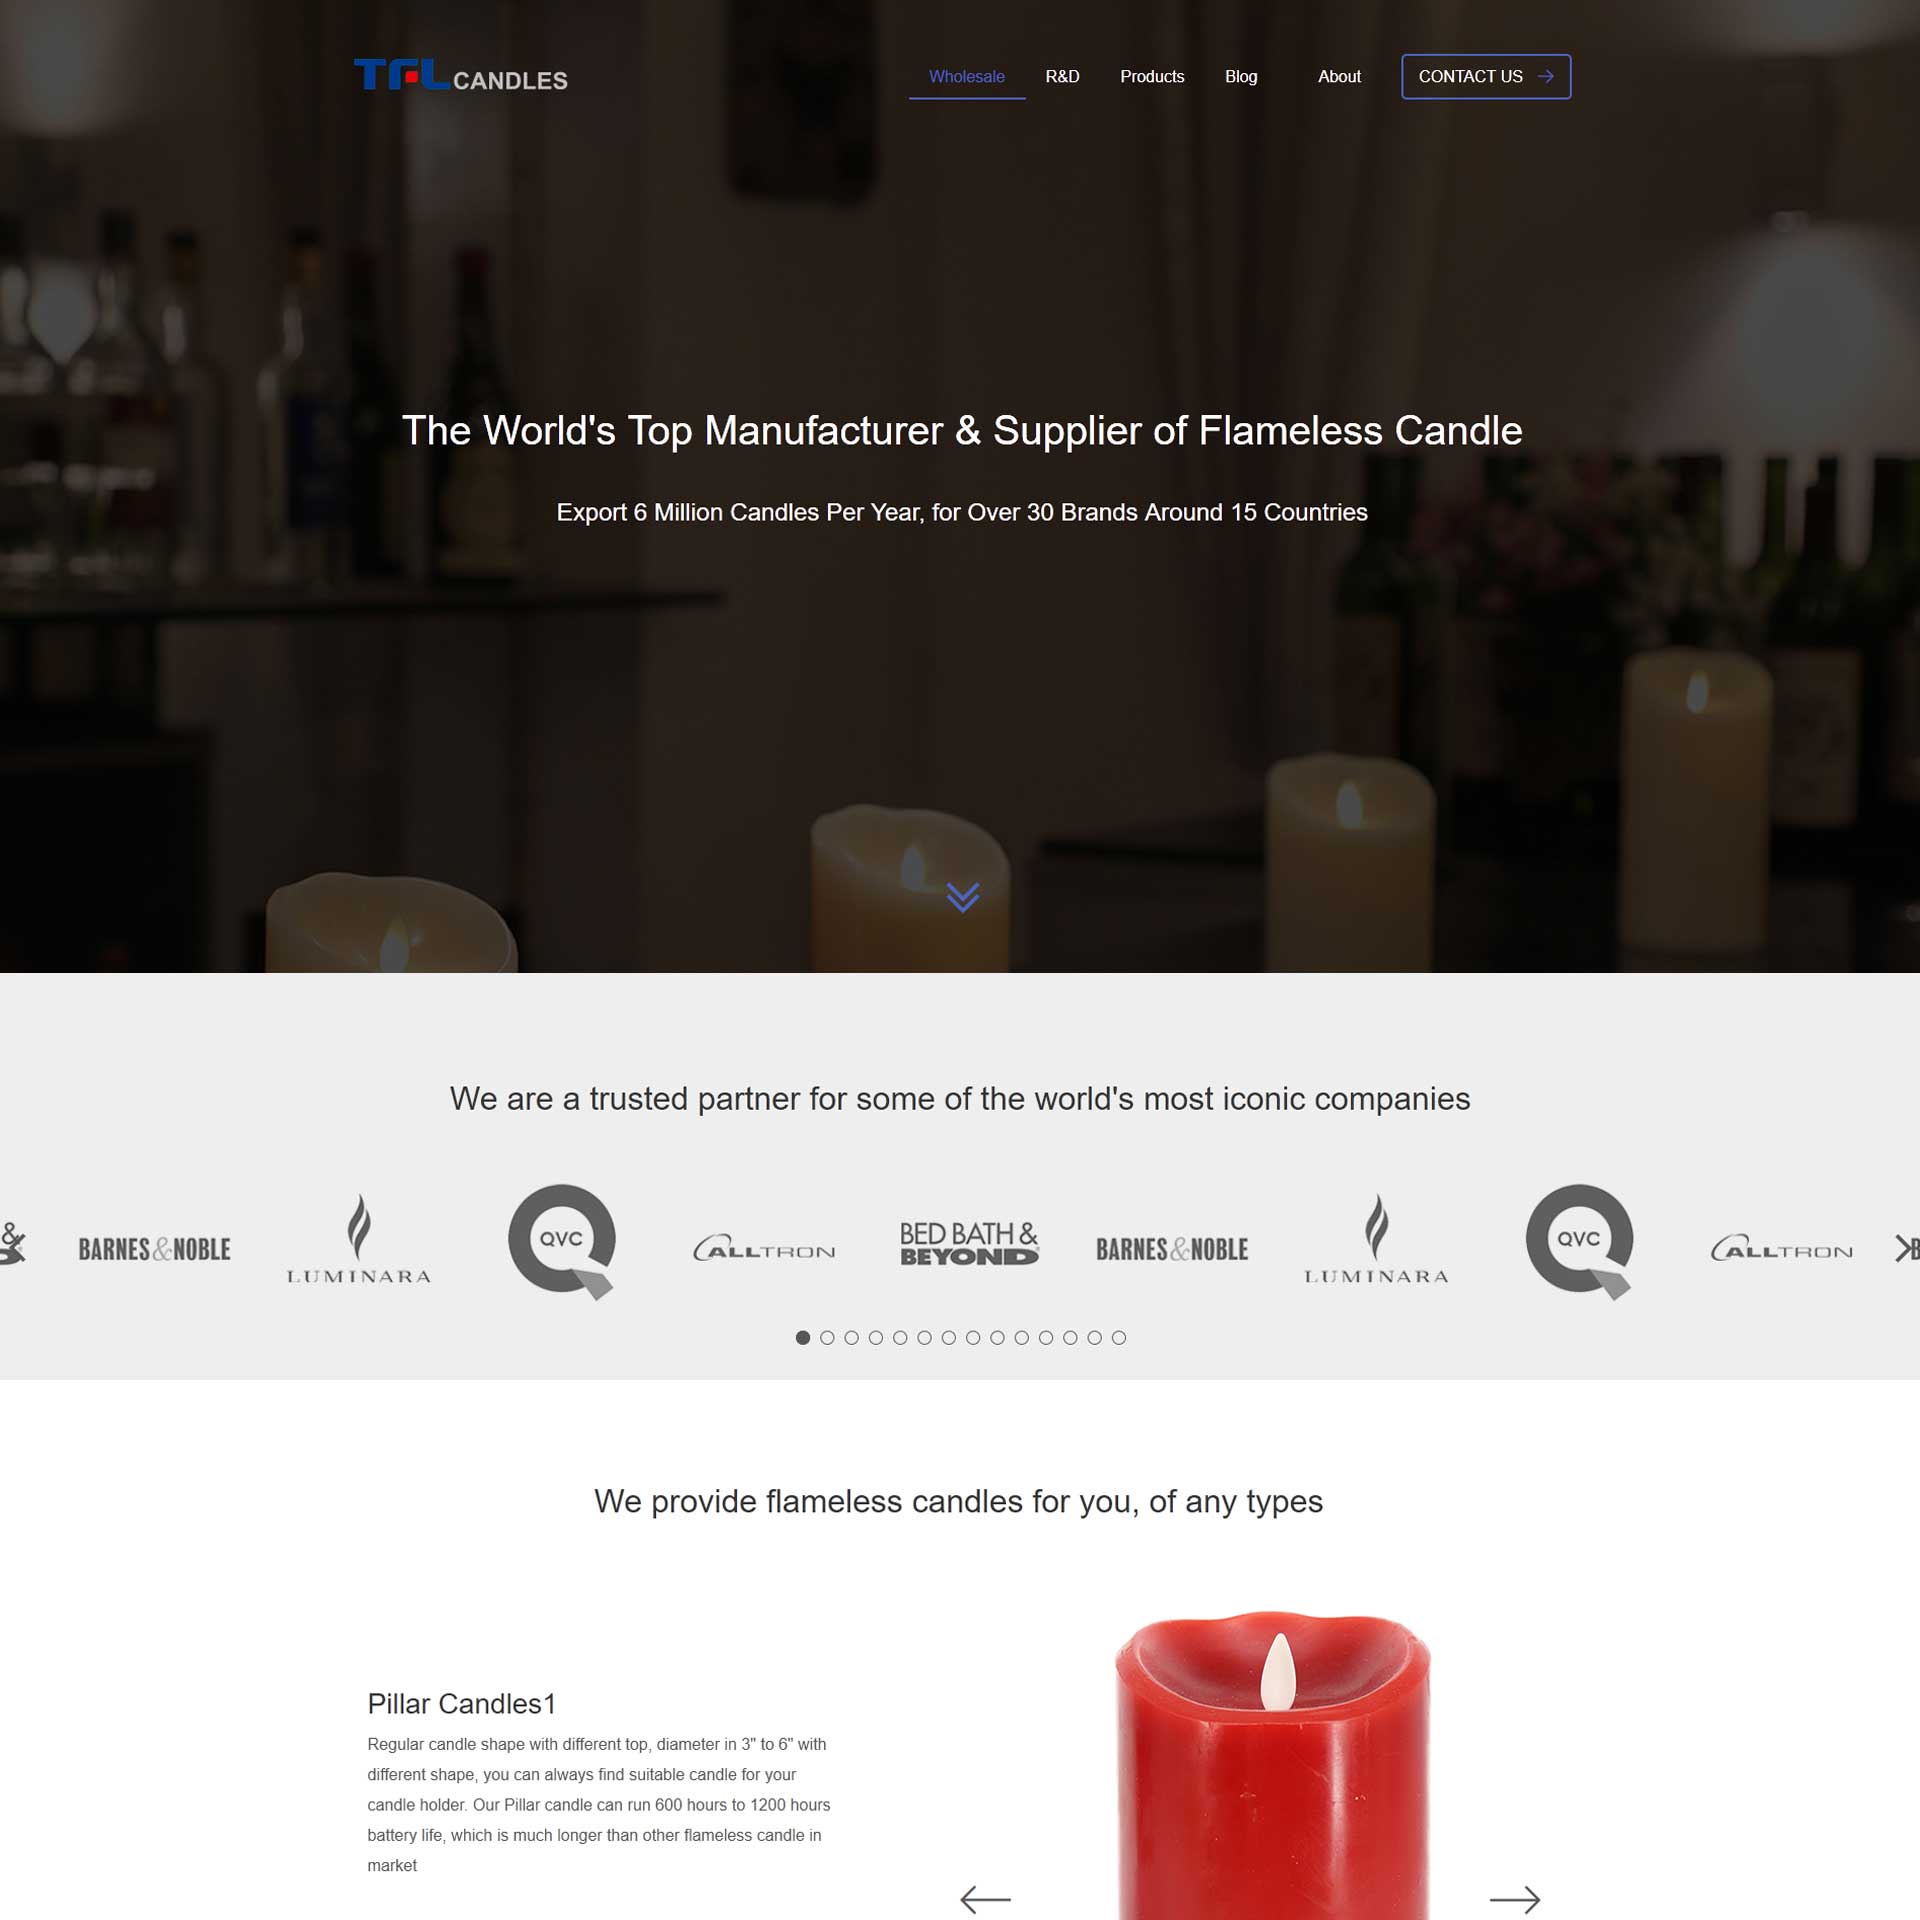 TFL CANDLES
Wholesale R&D Products Blog About CONTACT US
The World's Top Manufacturer & Supplier of Flameless Candle
Export 6 Million Candles Per Year, for Over 30 Brands Around 15 Countries
We are a trusted partner for some of the world's most iconic companies
&
BARNES&NOBLE
LUMINARA
QVC
ALLTRON
BED BATH &
BEYOND
BARNES&NOBLE
LUMINARA
QVC
ALLTRON
B
We provide flameless candles for you, of any types
Pillar Candles1
Regular candle shape with different top, diameter in 3" to 6" with
different shape, you can always find suitable candle for your
candle holder. Our Pillar candle can run 600 hours to 1200 hours
battery life, which is much longer than other flameless candle in
market